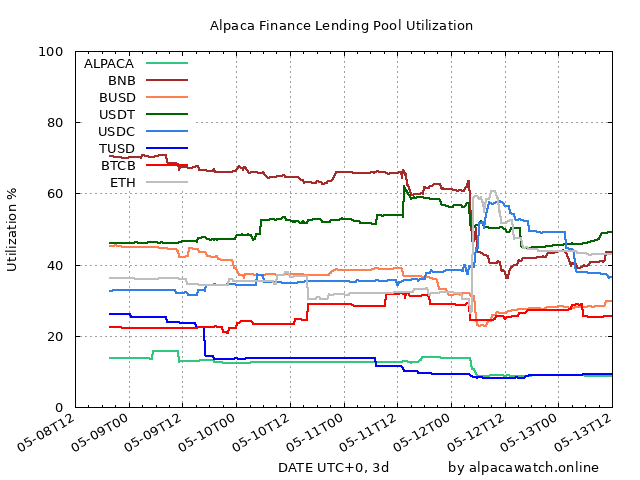 Alpaca Finance Lending Pool Utilization
100
80
60
40
20
0
Utilization %
ALPACA
BNB
BUSD
USDT
USDC
TUSD
BTCB
ETH
05-08T12
05-09T00
05-09T12
05-10T00
05-10T12
05-11T00
05-11T12
05-12T00
05-12T12
05-13T00
05-13T12
DATE UTC+0, 3d
by alpacawatch.online